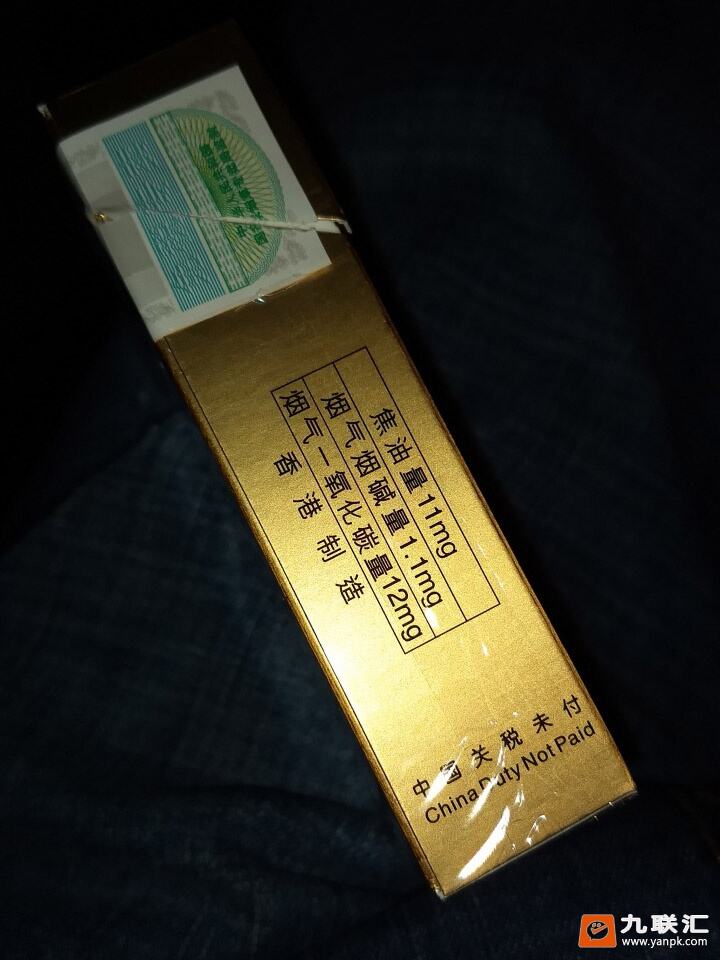 焦油量11mg
烟气烟碱量1.1mg
烟气一氧化碳量12mg
香港制造
中国关税未付
China Duty Not Paid
九联汇
www.yanpk.com